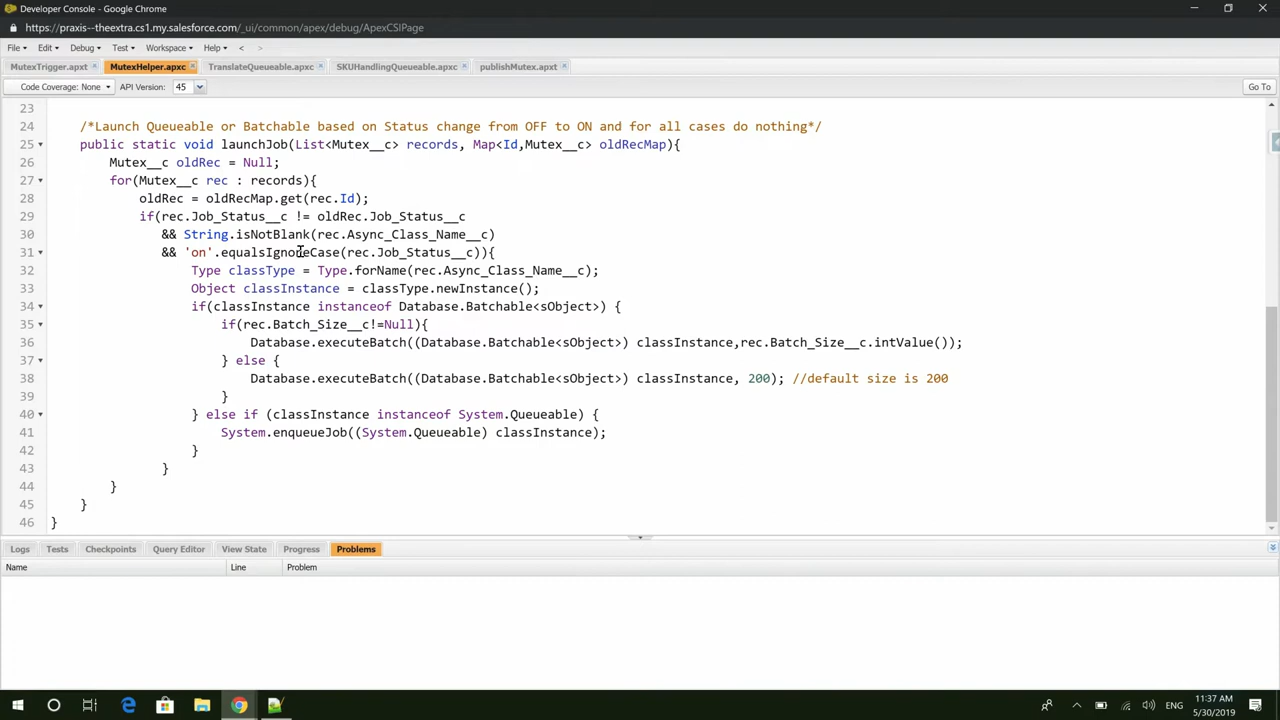 Developer Console - Google Chrome
https://praxis--theextra.cs1.my.salesforce.com/_ui/common/apex/debug/ApexCSIPage
File Edit Debug Test Workspace Help < >
MutexTrigger.apxt MutexHelper.apxc TranslateQueueable.apxc SKUHandlingQueueable.apxc publishMutex.apxt
Code Coverage: None API Version: 45 Go To
23
24 /*Launch Queueable or Batchable based on Status change from OFF to ON and for all cases do nothing*/
25 public static void launchJob(List<Mutex__c> records, Map<Id,Mutex__c> oldRecMap){
26 Mutex__c oldRec = Null;
27 for(Mutex__c rec : records){
28 oldRec = oldRecMap.get(rec.Id);
29 if(rec.Job_Status__c != oldRec.Job_Status__c
30 && String.isNotBlank(rec.Async_Class_Name__c)
31 && 'on'.equalsIgnoreCase(rec.Job_Status__c)){
32 Type classType = Type.forName(rec.Async_Class_Name__c);
33 Object classInstance = classType.newInstance();
34 if(classInstance instanceof Database.Batchable<sObject>) {
35 if(rec.Batch_Size__c!=Null){
36 Database.executeBatch((Database.Batchable<sObject>) classInstance,rec.Batch_Size__c.intValue());
37 } else {
38 Database.executeBatch((Database.Batchable<sObject>) classInstance, 200); //default size is 200
39 }
40 } else if (classInstance instanceof System.Queueable) {
41 System.enqueueJob((System.Queueable) classInstance);
42 }
43 }
44 }
45 }
46 }
Logs Tests Checkpoints Query Editor View State Progress Problems
Name Line Problem
ENG
11:37 AM
5/30/2019